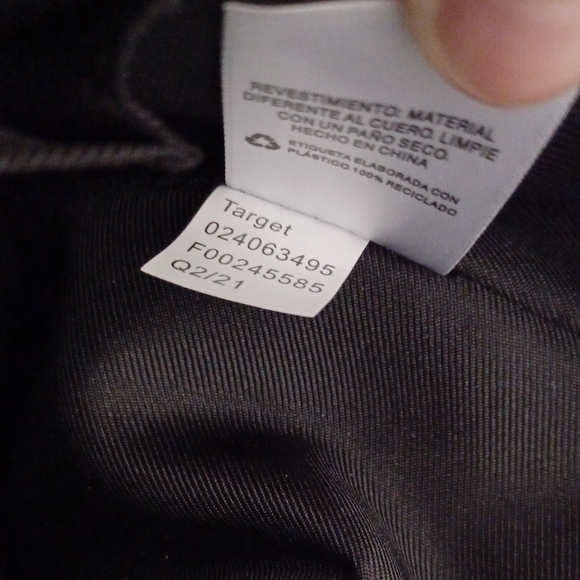 REVESTIMIENTO: MATERIAL
DIFERENTE AL CUERO. LIMPIE
CON UN PAÑO SECO.
HECHO EN CHINA
ETIQUETA ELABORADA CON
PLÁSTICO 100% RECICLADO
Target
024063495
F00245585
Q2/21